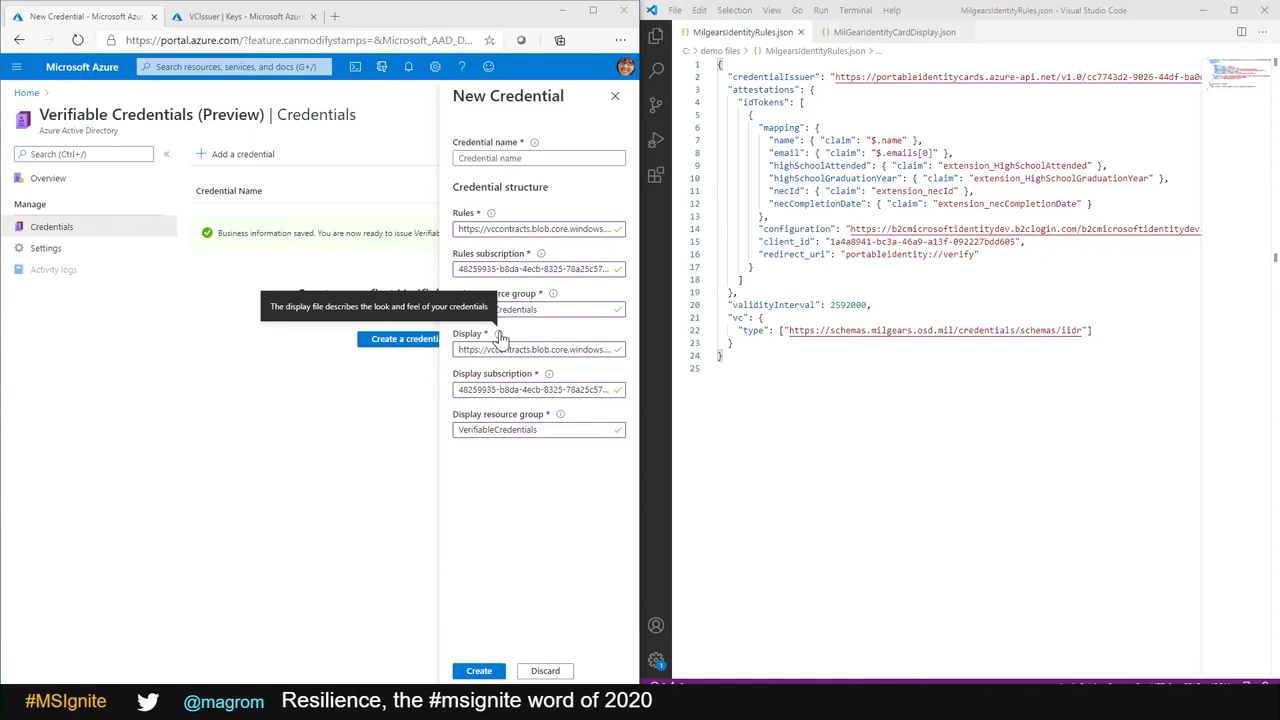 New Credential - Microsoft Azur
VCIssuer | Keys - Microsoft Azure
https://portal.azure.com/?feature.canmodifystamps=&Microsoft_AAD_D...
Microsoft Azure
Search resources, services, and docs (G+/)
Home
Verifiable Credentials (Preview) | Credentials
Azure Active Directory
Search (Ctrl+/)
Overview
Manage
Credentials
Settings
Activity logs
Add a credential
Credential Name
Business information saved. You are now ready to issue Verifiab
Create a credenti
New Credential
Credential name *
Credential name
Credential structure
Rules *
https://vccontracts.blob.core.windows....
Rules subscription *
48259935-b8da-4ecb-8325-78a25c57...
group *
Credentials
The display file describes the look and feel of your credentials
Display *
https://vccontracts.blob.core.windows....
Display subscription *
48259935-b8da-4ecb-8325-78a25c57...
Display resource group *
VerifiableCredentials
Create
Discard
File Edit Selection View Go Run Terminal Help
MilgearsIdentityRules.json - Visual Studio Code
MilgearsIdentityRules.json
MilGearIdentityCardDisplay.json
C: > demo files > MilgearsIdentityRules.json > ...
1 {
2 "credentialIssuer": "https://portableidentitycards.azure-api.net/v1.0/cc7743d2-9026-44df-ba0
3 "attestations": {
4 "idTokens": [
5 {
6 "mapping": {
7 "name": { "claim": "$.name" },
8 "email": { "claim": "$.emails[0]" },
9 "highSchoolAttended": { "claim": "extension_HighSchoolAttended" },
10 "highSchoolGraduationYear": { "claim": "extension_HighSchoolGraduationYear" },
11 "necId": { "claim": "extension_necId" },
12 "necCompletionDate": { "claim": "extension_necCompletionDate" }
13 },
14 "configuration": "https://b2cmicrosoftidentitydev.b2clogin.com/b2cmicrosoftidentitydev.
15 "client_id": "1a4a8941-bc3a-46a9-a13f-092227bdd605",
16 "redirect_uri": "portableidentity://verify"
17 }
18 ]
19 },
20 "validityInterval": 2592000,
21 "vc": {
22 "type": ["https://schemas.milgears.osd.mil/credentials/schemas/iidr"]
23 }
24 }
25
1
#MSIgnite
@magrom
Resilience, the #msignite word of 2020